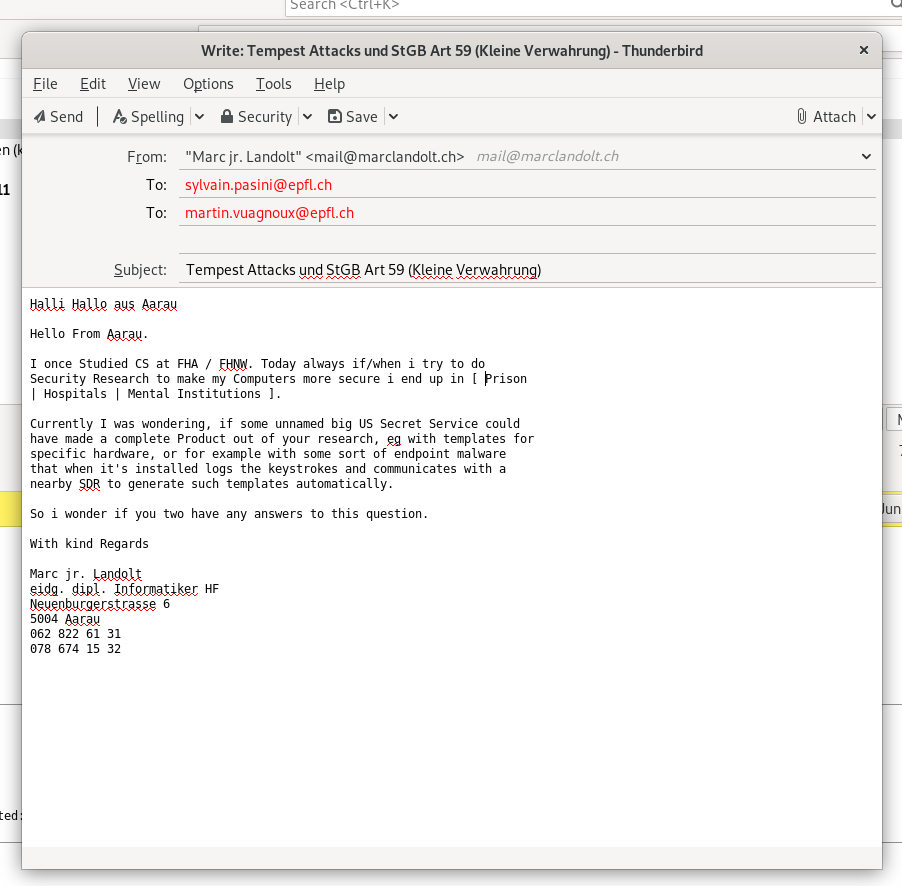 Search <Ctrl+K>
Write: Tempest Attacks und StGB Art 59 (Kleine Verwahrung) - Thunderbird
File Edit View Options Tools Help
Send Spelling Security Save Attach
From: "Marc jr. Landolt" <mail@marclandolt.ch> mail@marclandolt.ch
To: sylvain.pasini@epfl.ch
To: martin.vuagnoux@epfl.ch
Subject: Tempest Attacks und StGB Art 59 (Kleine Verwahrung)
Halli Hallo aus Aarau
Hello From Aarau.
I once Studied CS at FHA / FHNW. Today always if/when i try to do
Security Research to make my Computers more secure i end up in [ Prison
| Hospitals | Mental Institutions ].
Currently I was wondering, if some unnamed big US Secret Service could
have made a complete Product out of your research, eg with templates for
specific hardware, or for example with some sort of endpoint malware
that when it's installed logs the keystrokes and communicates with a
nearby SDR to generate such templates automatically.
So i wonder if you two have any answers to this question.
With kind Regards
Marc jr. Landolt
eidg. dipl. Informatiker HF
Neuenburgerstrasse 6
5004 Aarau
062 822 61 31
078 674 15 32